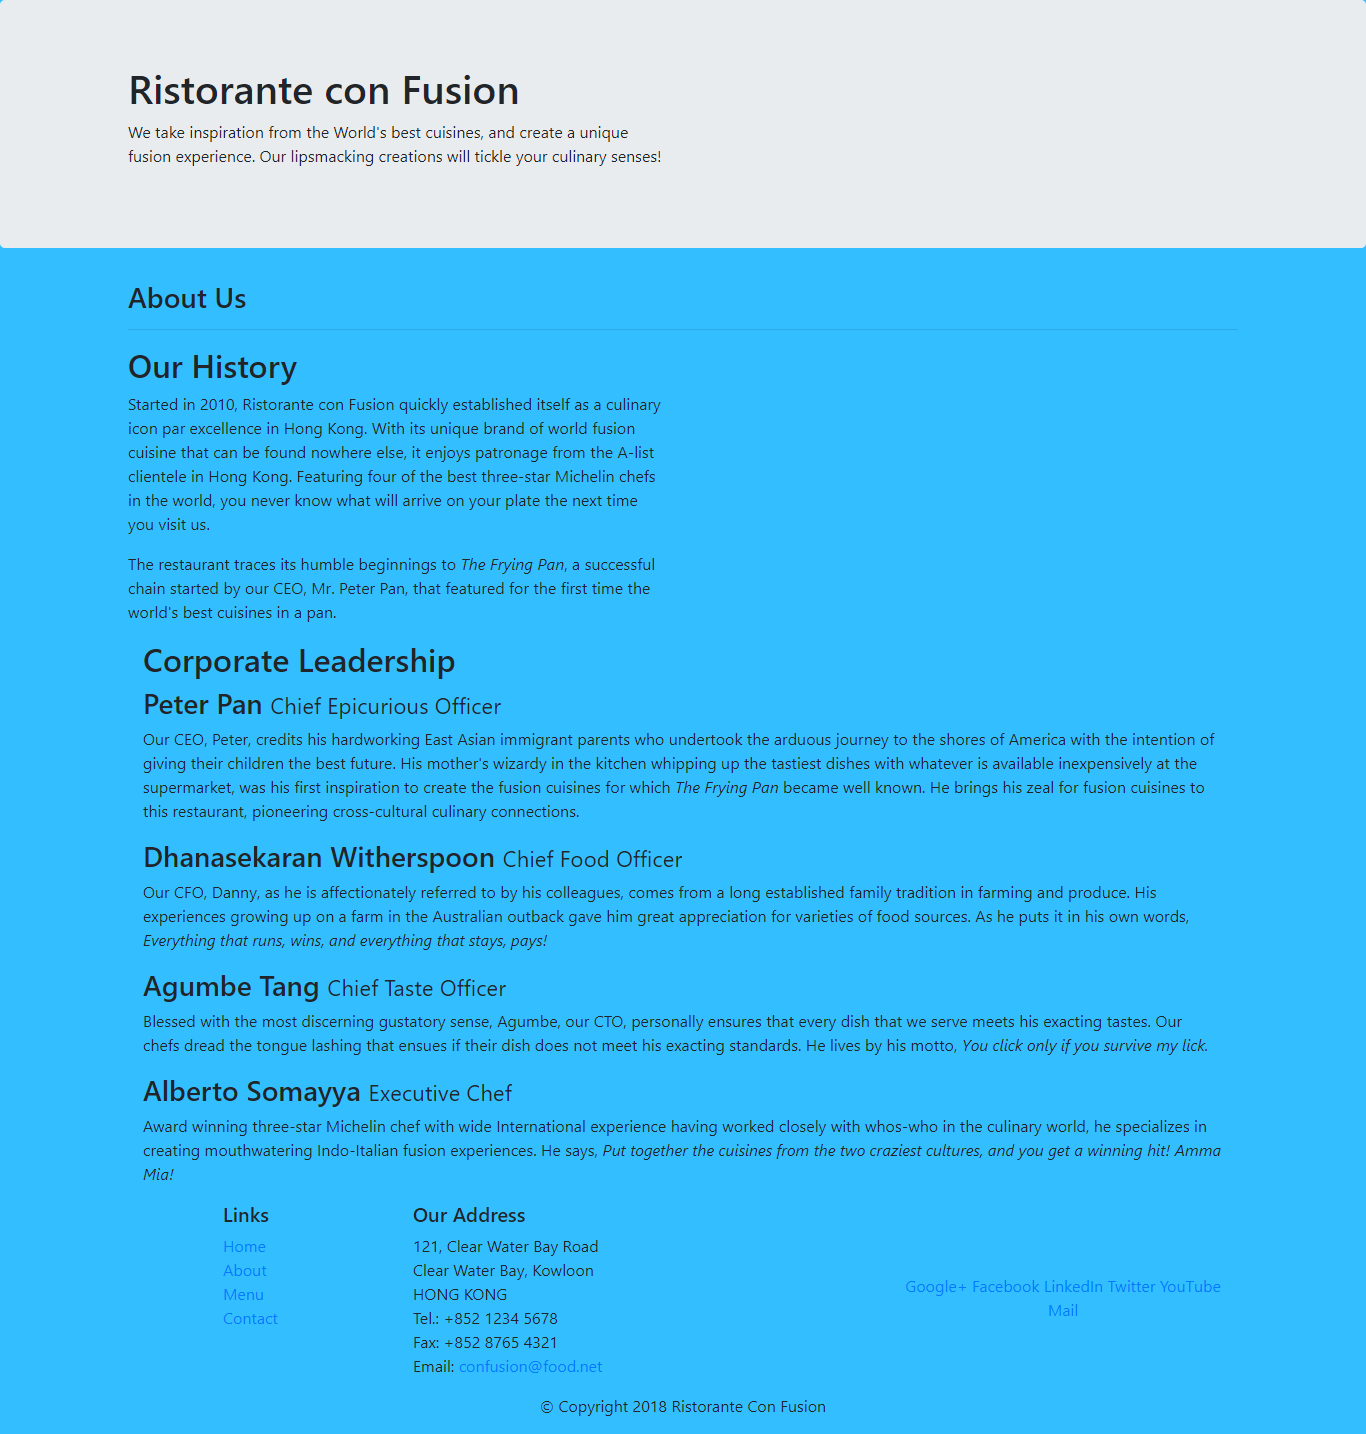 Ristorante con Fusion
We take inspiration from the World's best cuisines, and create a unique
fusion experience. Our lipsmacking creations will tickle your culinary senses!
About Us
Our History
Started in 2010, Ristorante con Fusion quickly established itself as a culinary
icon par excellence in Hong Kong. With its unique brand of world fusion
cuisine that can be found nowhere else, it enjoys patronage from the A-list
clientele in Hong Kong. Featuring four of the best three-star Michelin chefs
in the world, you never know what will arrive on your plate the next time
you visit us.
The restaurant traces its humble beginnings to The Frying Pan, a successful
chain started by our CEO, Mr. Peter Pan, that featured for the first time the
world's best cuisines in a pan.
Corporate Leadership
Peter Pan Chief Epicurious Officer
Our CEO, Peter, credits his hardworking East Asian immigrant parents who undertook the arduous journey to the shores of America with the intention of
giving their children the best future. His mother's wizardy in the kitchen whipping up the tastiest dishes with whatever is available inexpensively at the
supermarket, was his first inspiration to create the fusion cuisines for which The Frying Pan became well known. He brings his zeal for fusion cuisines to
this restaurant, pioneering cross-cultural culinary connections.
Dhanasekaran Witherspoon Chief Food Officer
Our CFO, Danny, as he is affectionately referred to by his colleagues, comes from a long established family tradition in farming and produce. His
experiences growing up on a farm in the Australian outback gave him great appreciation for varieties of food sources. As he puts it in his own words,
Everything that runs, wins, and everything that stays, pays!
Agumbe Tang Chief Taste Officer
Blessed with the most discerning gustatory sense, Agumbe, our CTO, personally ensures that every dish that we serve meets his exacting tastes. Our
chefs dread the tongue lashing that ensues if their dish does not meet his exacting standards. He lives by his motto, You click only if you survive my lick.
Alberto Somayya Executive Chef
Award winning three-star Michelin chef with wide International experience having worked closely with whos-who in the culinary world, he specializes in
creating mouthwatering Indo-Italian fusion experiences. He says, Put together the cuisines from the two craziest cultures, and you get a winning hit! Amma
Mia!
Links
Home
About
Menu
Contact
Our Address
121, Clear Water Bay Road
Clear Water Bay, Kowloon
HONG KONG
Tel.: +852 1234 5678
Fax: +852 8765 4321
Email: confusion@food.net
Google+ Facebook LinkedIn Twitter YouTube
Mail
© Copyright 2018 Ristorante Con Fusion